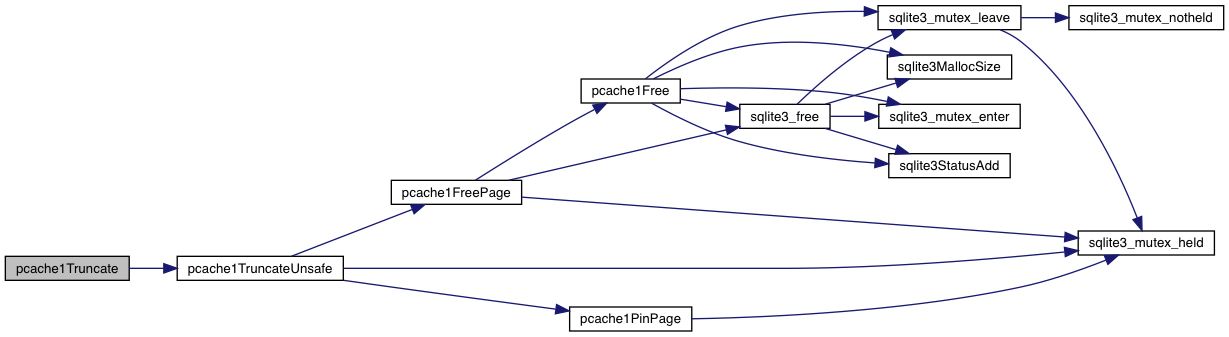 sqlite3_mutex_leave
sqlite3_mutex_notheld
sqlite3MallocSize
pcache1Free
sqlite3_free
sqlite3_mutex_enter
sqlite3StatusAdd
pcache1FreePage
sqlite3_mutex_held
pcache1Truncate
pcache1TruncateUnsafe
pcache1PinPage